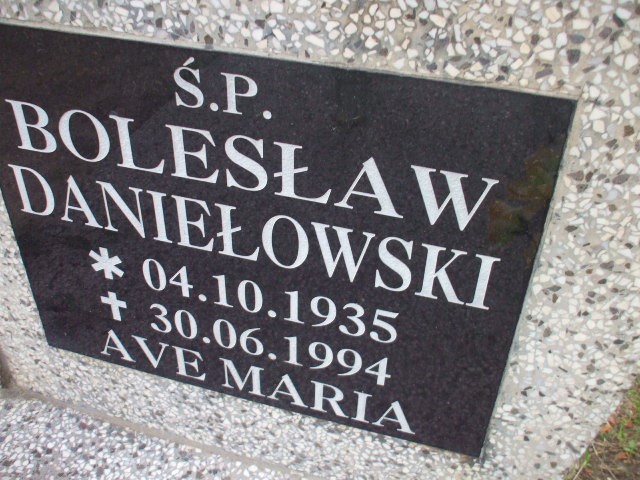 Ś.P.
BOLESŁAW
DANIEŁOWSKI
* 04.10.1935
✝ 30.06.1994
AVE MARIA